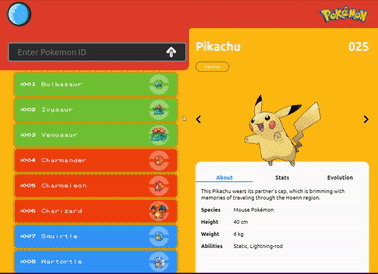 Pokémon
Enter Pokemon ID
#001 Bulbasaur
#002 Ivysaur
#003 Venusaur
#004 Charmander
#005 Charmeleon
#006 Charizard
#007 Squirtle
#008 Wartortle
Pikachu 025
About Stats Evolution
This Pikachu wears its partner's cap, which is brimming with
memories of traveling through the Hoenn region.
Species Mouse Pokémon
Height 40 cm
Weight 6 kg
Abilities Static, Lightning-rod